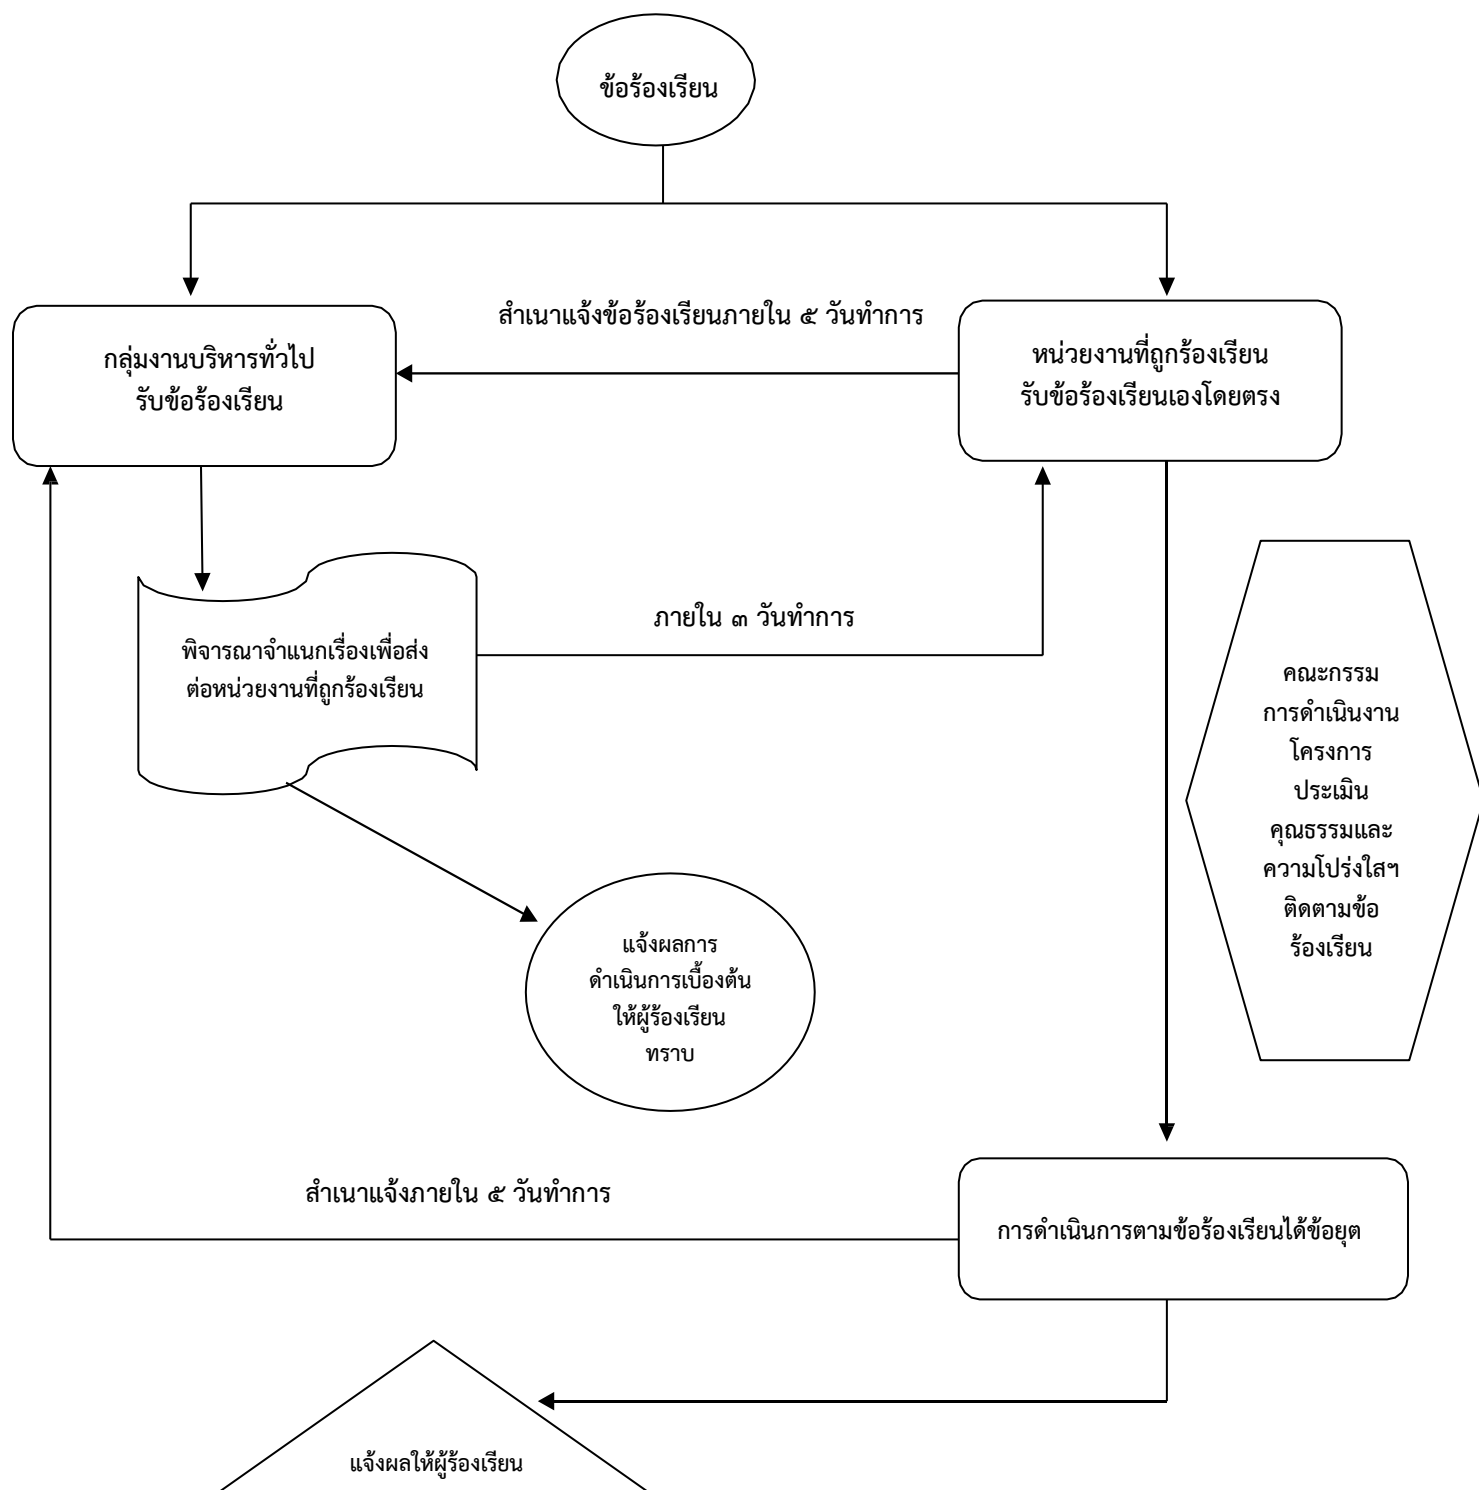 ข้อร้องเรียน
สำเนาแจ้งข้อร้องเรียนภายใน ๕ วันทำการ
กลุ่มงานบริหารทั่วไป
รับข้อร้องเรียน
หน่วยงานที่ถูกร้องเรียน
รับข้อร้องเรียนเองโดยตรง
ภายใน ๓ วันทำการ
พิจารณาจำแนกเรื่องเพื่อส่ง
ต่อหน่วยงานที่ถูกร้องเรียน
คณะกรรม
การดำเนินงาน
โครงการ
ประเมิน
คุณธรรมและ
ความโปร่งใสฯ
ติดตามข้อ
ร้องเรียน
แจ้งผลการ
ดำเนินการเบื้องต้น
ให้ผู้ร้องเรียน
ทราบ
สำเนาแจ้งภายใน ๕ วันทำการ
การดำเนินการตามข้อร้องเรียนได้ข้อยุต
แจ้งผลให้ผู้ร้องเรียน